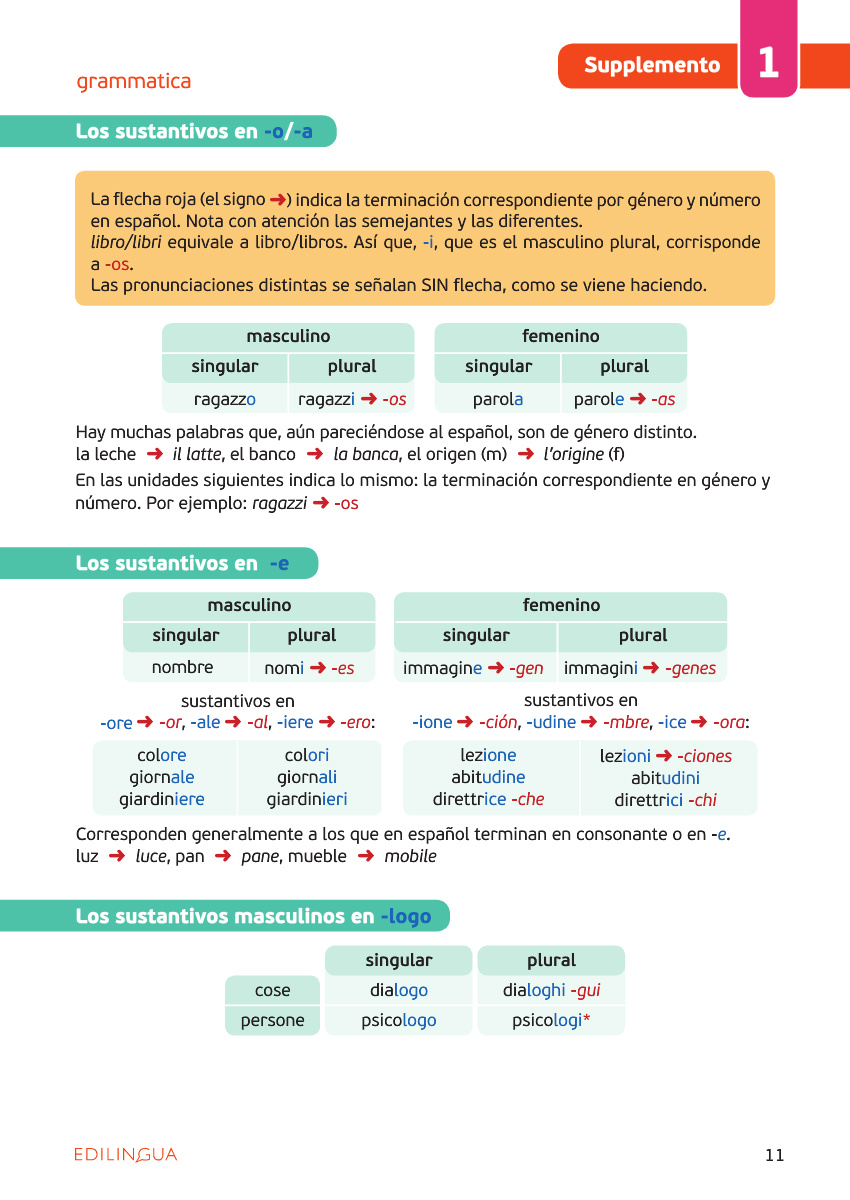 Supplemento 1
grammatica
Los sustantivos en -o/-a
La flecha roja (el signo ➜) indica la terminación correspondiente por género y número
en español. Nota con atención las semejantes y las diferentes.
libro/libri equivale a libro/libros. Así que, -i, que es el masculino plural, corrisponde
a -os.
Las pronunciaciones distintas se señalan SIN flecha, como se viene haciendo.
masculino femenino
singular plural singular plural
ragazzo ragazzi ➜ -os parola parole ➜ -as
Hay muchas palabras que, aún pareciéndose al español, son de género distinto.
la leche ➜ il latte, el banco ➜ la banca, el origen (m) ➜ l’origine (f)
En las unidades siguientes indica lo mismo: la terminación correspondiente en género y
número. Por ejemplo: ragazzi ➜ -os
Los sustantivos en -e
masculino femenino
singular plural singular plural
nombre nomi ➜ -es immagine ➜ -gen immagini ➜ -genes
sustantivos en
-ore ➜ -or, -ale ➜ -al, -iere ➜ -ero:
sustantivos en
-ione ➜ -ción, -udine ➜ -mbre, -ice ➜ -ora:
colore colori
giornale giornali
giardiniere giardinieri
lezione lezioni ➜ -ciones
abitudine abitudini
direttrice -che direttrici -chi
Corresponden generalmente a los que en español terminan en consonante o en -e.
luz ➜ luce, pan ➜ pane, mueble ➜ mobile
Los sustantivos masculinos en -logo
singular plural
cose dialogo dialoghi -gui
persone psicologo psicologi*
EDILINGUA 11